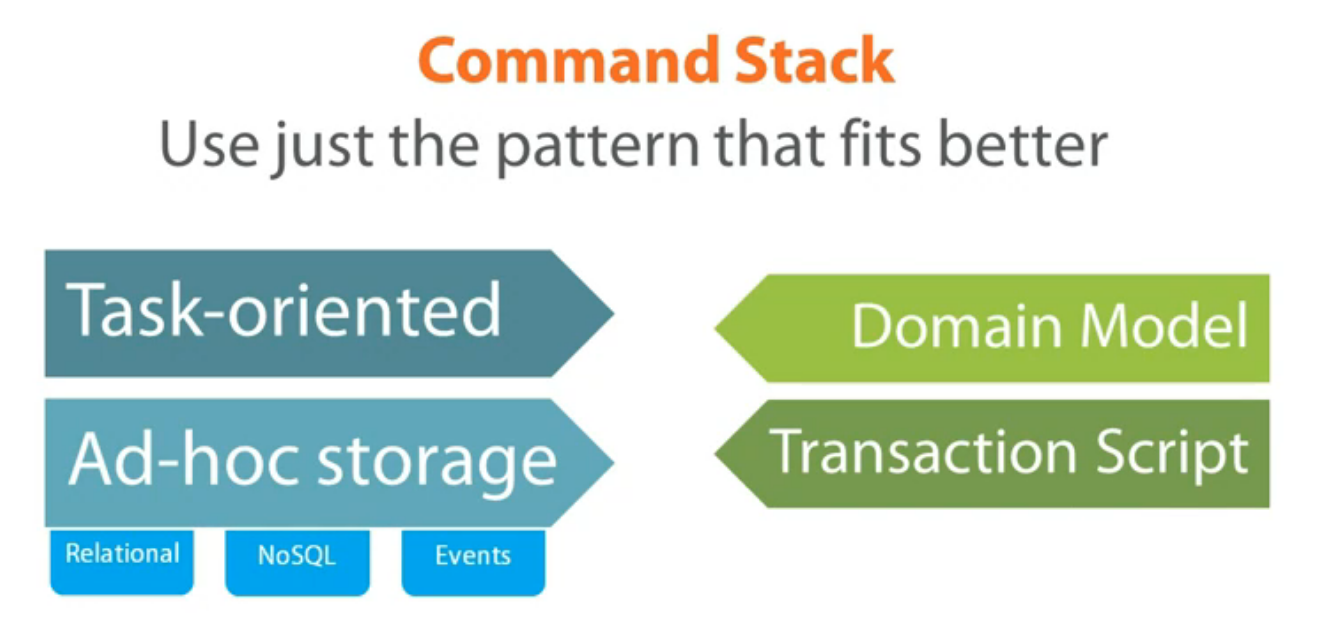 Command Stack
Use just the pattern that fits better
Task-oriented
Domain Model
Ad-hoc storage
Transaction Script
Relational
NoSQL
Events